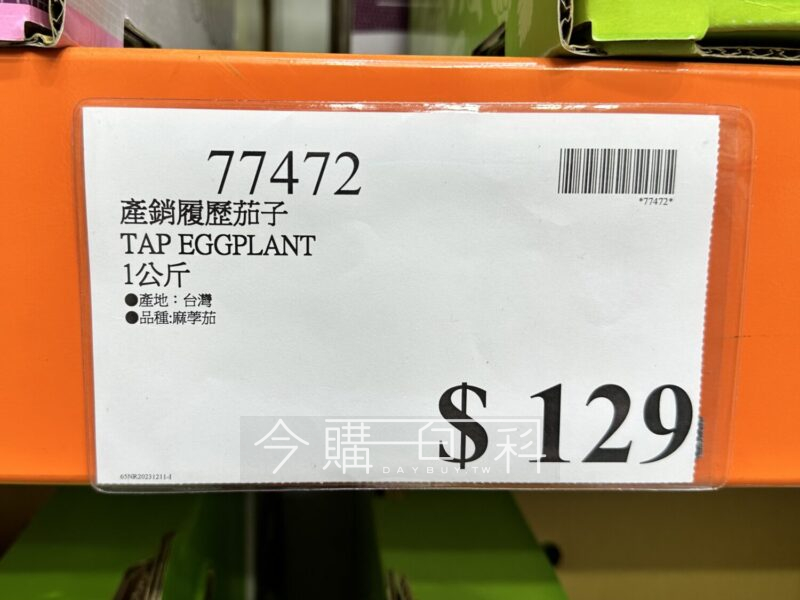 77472
*77472*
產銷履歷茄子
TAP EGGPLANT
1公斤
●產地：台灣
●品種:麻荸茄
$ 129
今購百科
DAYBUY.TW
65NR20231211-I